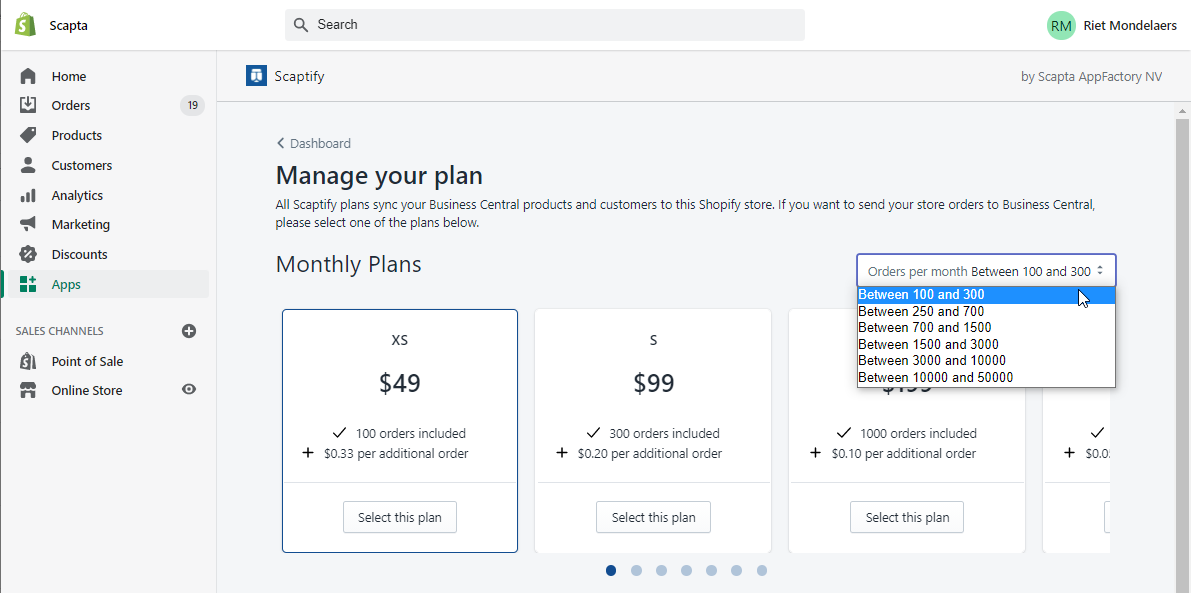 Scapta
Search
RM
Riet Mondelaers
Home
Orders
19
Products
Customers
Analytics
Marketing
Discounts
Apps
SALES CHANNELS
Point of Sale
Online Store
Scaptify
by Scapta AppFactory NV
Dashboard
Manage your plan
All Scaptify plans sync your Business Central products and customers to this Shopify store. If you want to send your store orders to Business Central,
please select one of the plans below.
Monthly Plans
Orders per month Between 100 and 300
Between 100 and 300
Between 250 and 700
Between 700 and 1500
Between 1500 and 3000
Between 3000 and 10000
Between 10000 and 50000
XS
$49
100 orders included
+ $0.33 per additional order
Select this plan
S
$99
300 orders included
+ $0.20 per additional order
Select this plan
1000 orders included
+ $0.10 per additional order
Select this plan